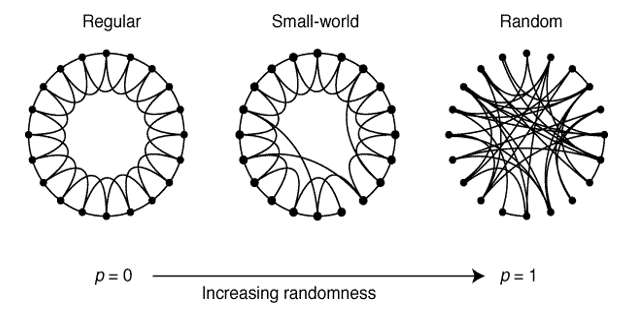 Regular
Small-world
Random
p = 0
p = 1
Increasing randomness